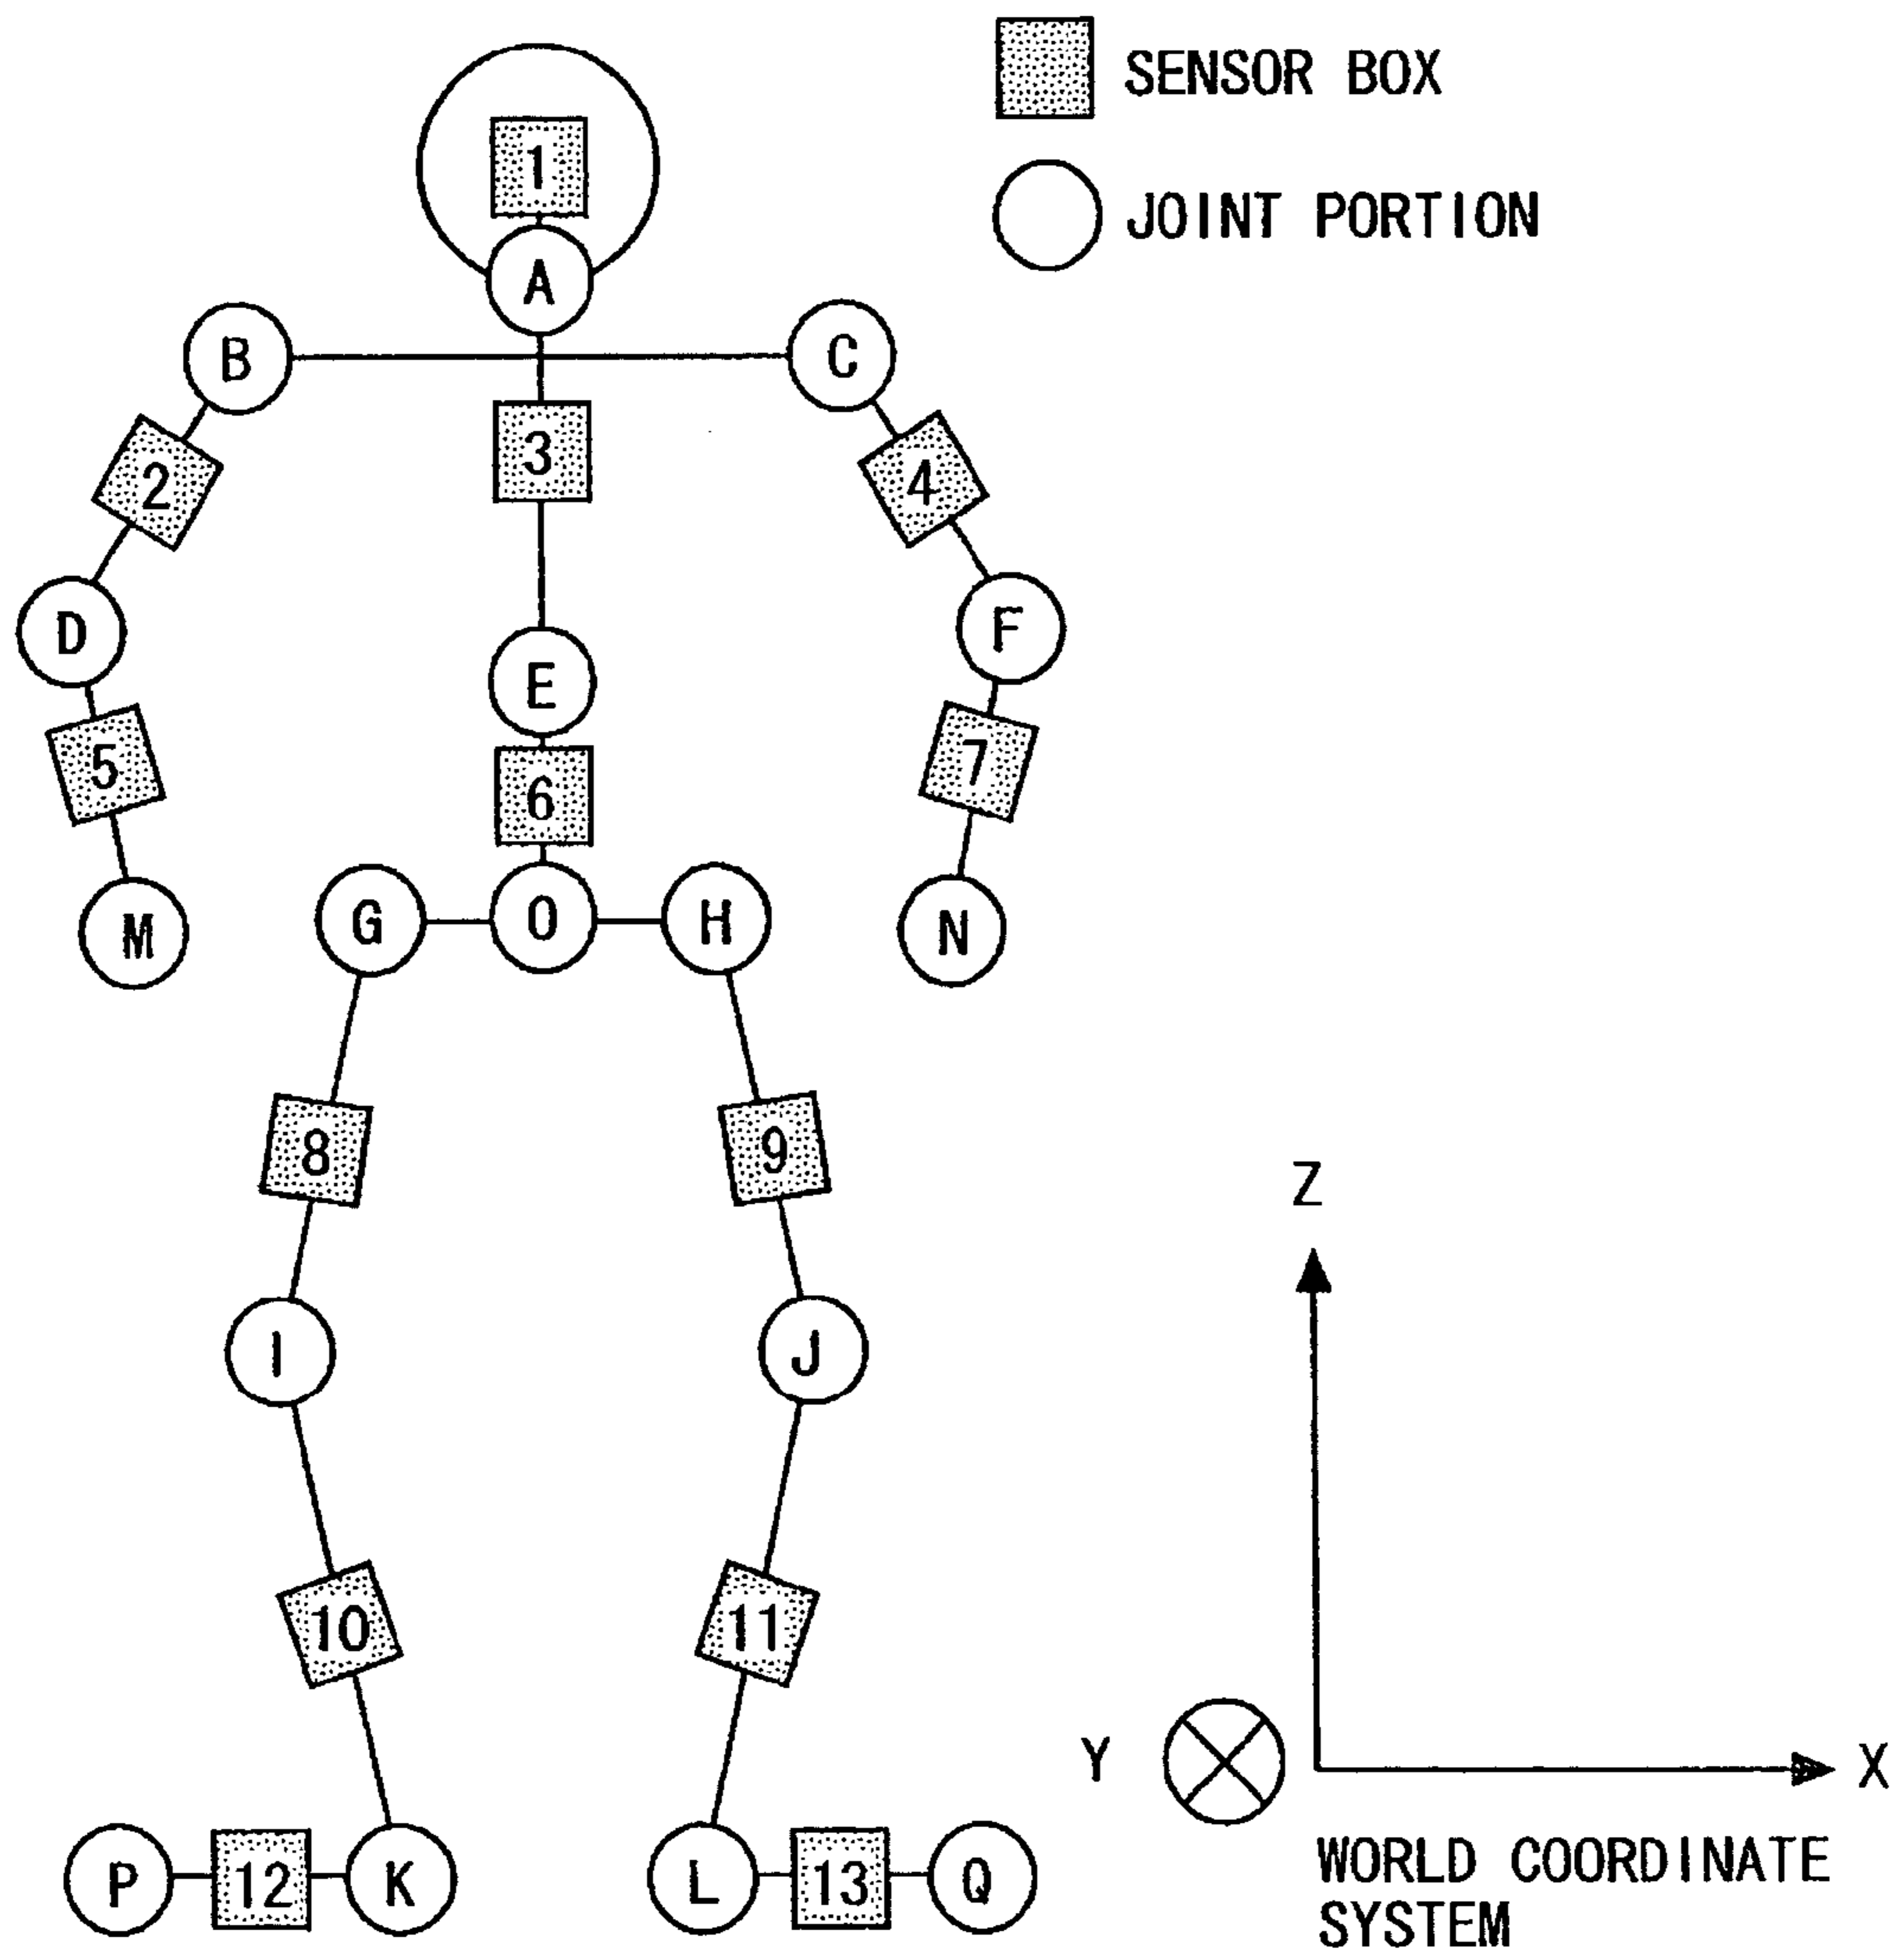 SENSOR BOX
JOINT PORTION
1
A
B
C
3
2
4
D
F
E
5
7
6
M
G
O
H
N
8
9
Z
I
J
10
11
Y
X
P
12
K
L
13
Q
WORLD COORDINATE
SYSTEM